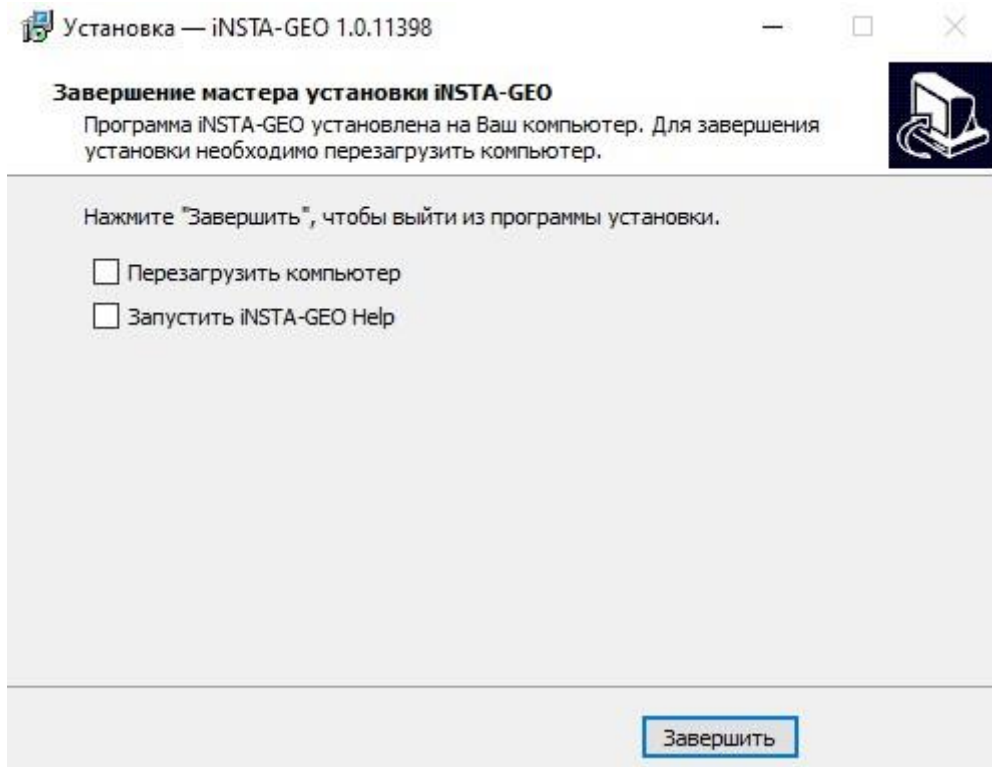 Установка — iNSTA-GEO 1.0.11398
Завершение мастера установки iNSTA-GEO
Программа iNSTA-GEO установлена на Ваш компьютер. Для завершения
установки необходимо перезагрузить компьютер.
Нажмите "Завершить", чтобы выйти из программы установки.
Перезагрузить компьютер
Запустить iNSTA-GEO Help
Завершить